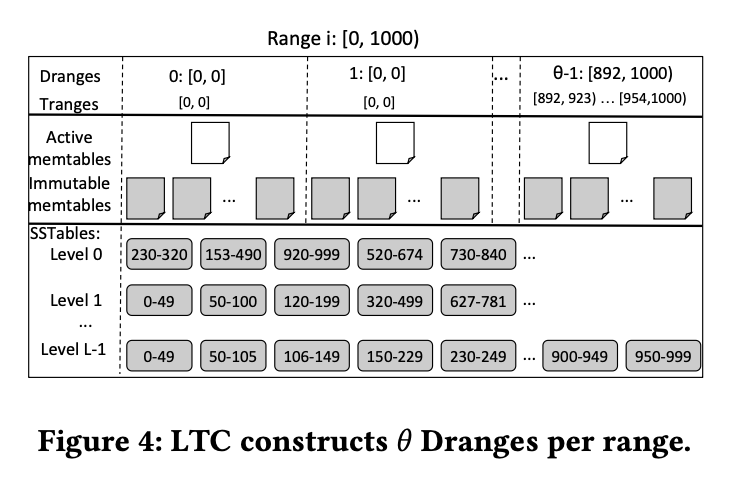 Range i: [0, 1000)
Dranges 0: [0, 0] 1: [0, 0] ... θ-1: [892, 1000)
Tranges [0, 0] [0, 0] [892, 923) ... [954,1000)
Active
memtables
Immutable
memtables ... ... ...
SSTables:
Level 0 230-320 153-490 920-999 520-674 730-840 ...
Level 1 0-49 50-100 120-199 320-499 627-781 ...
...
Level L-1 0-49 50-105 106-149 150-229 230-249 ... 900-949 950-999
Figure 4: LTC constructs θ Dranges per range.